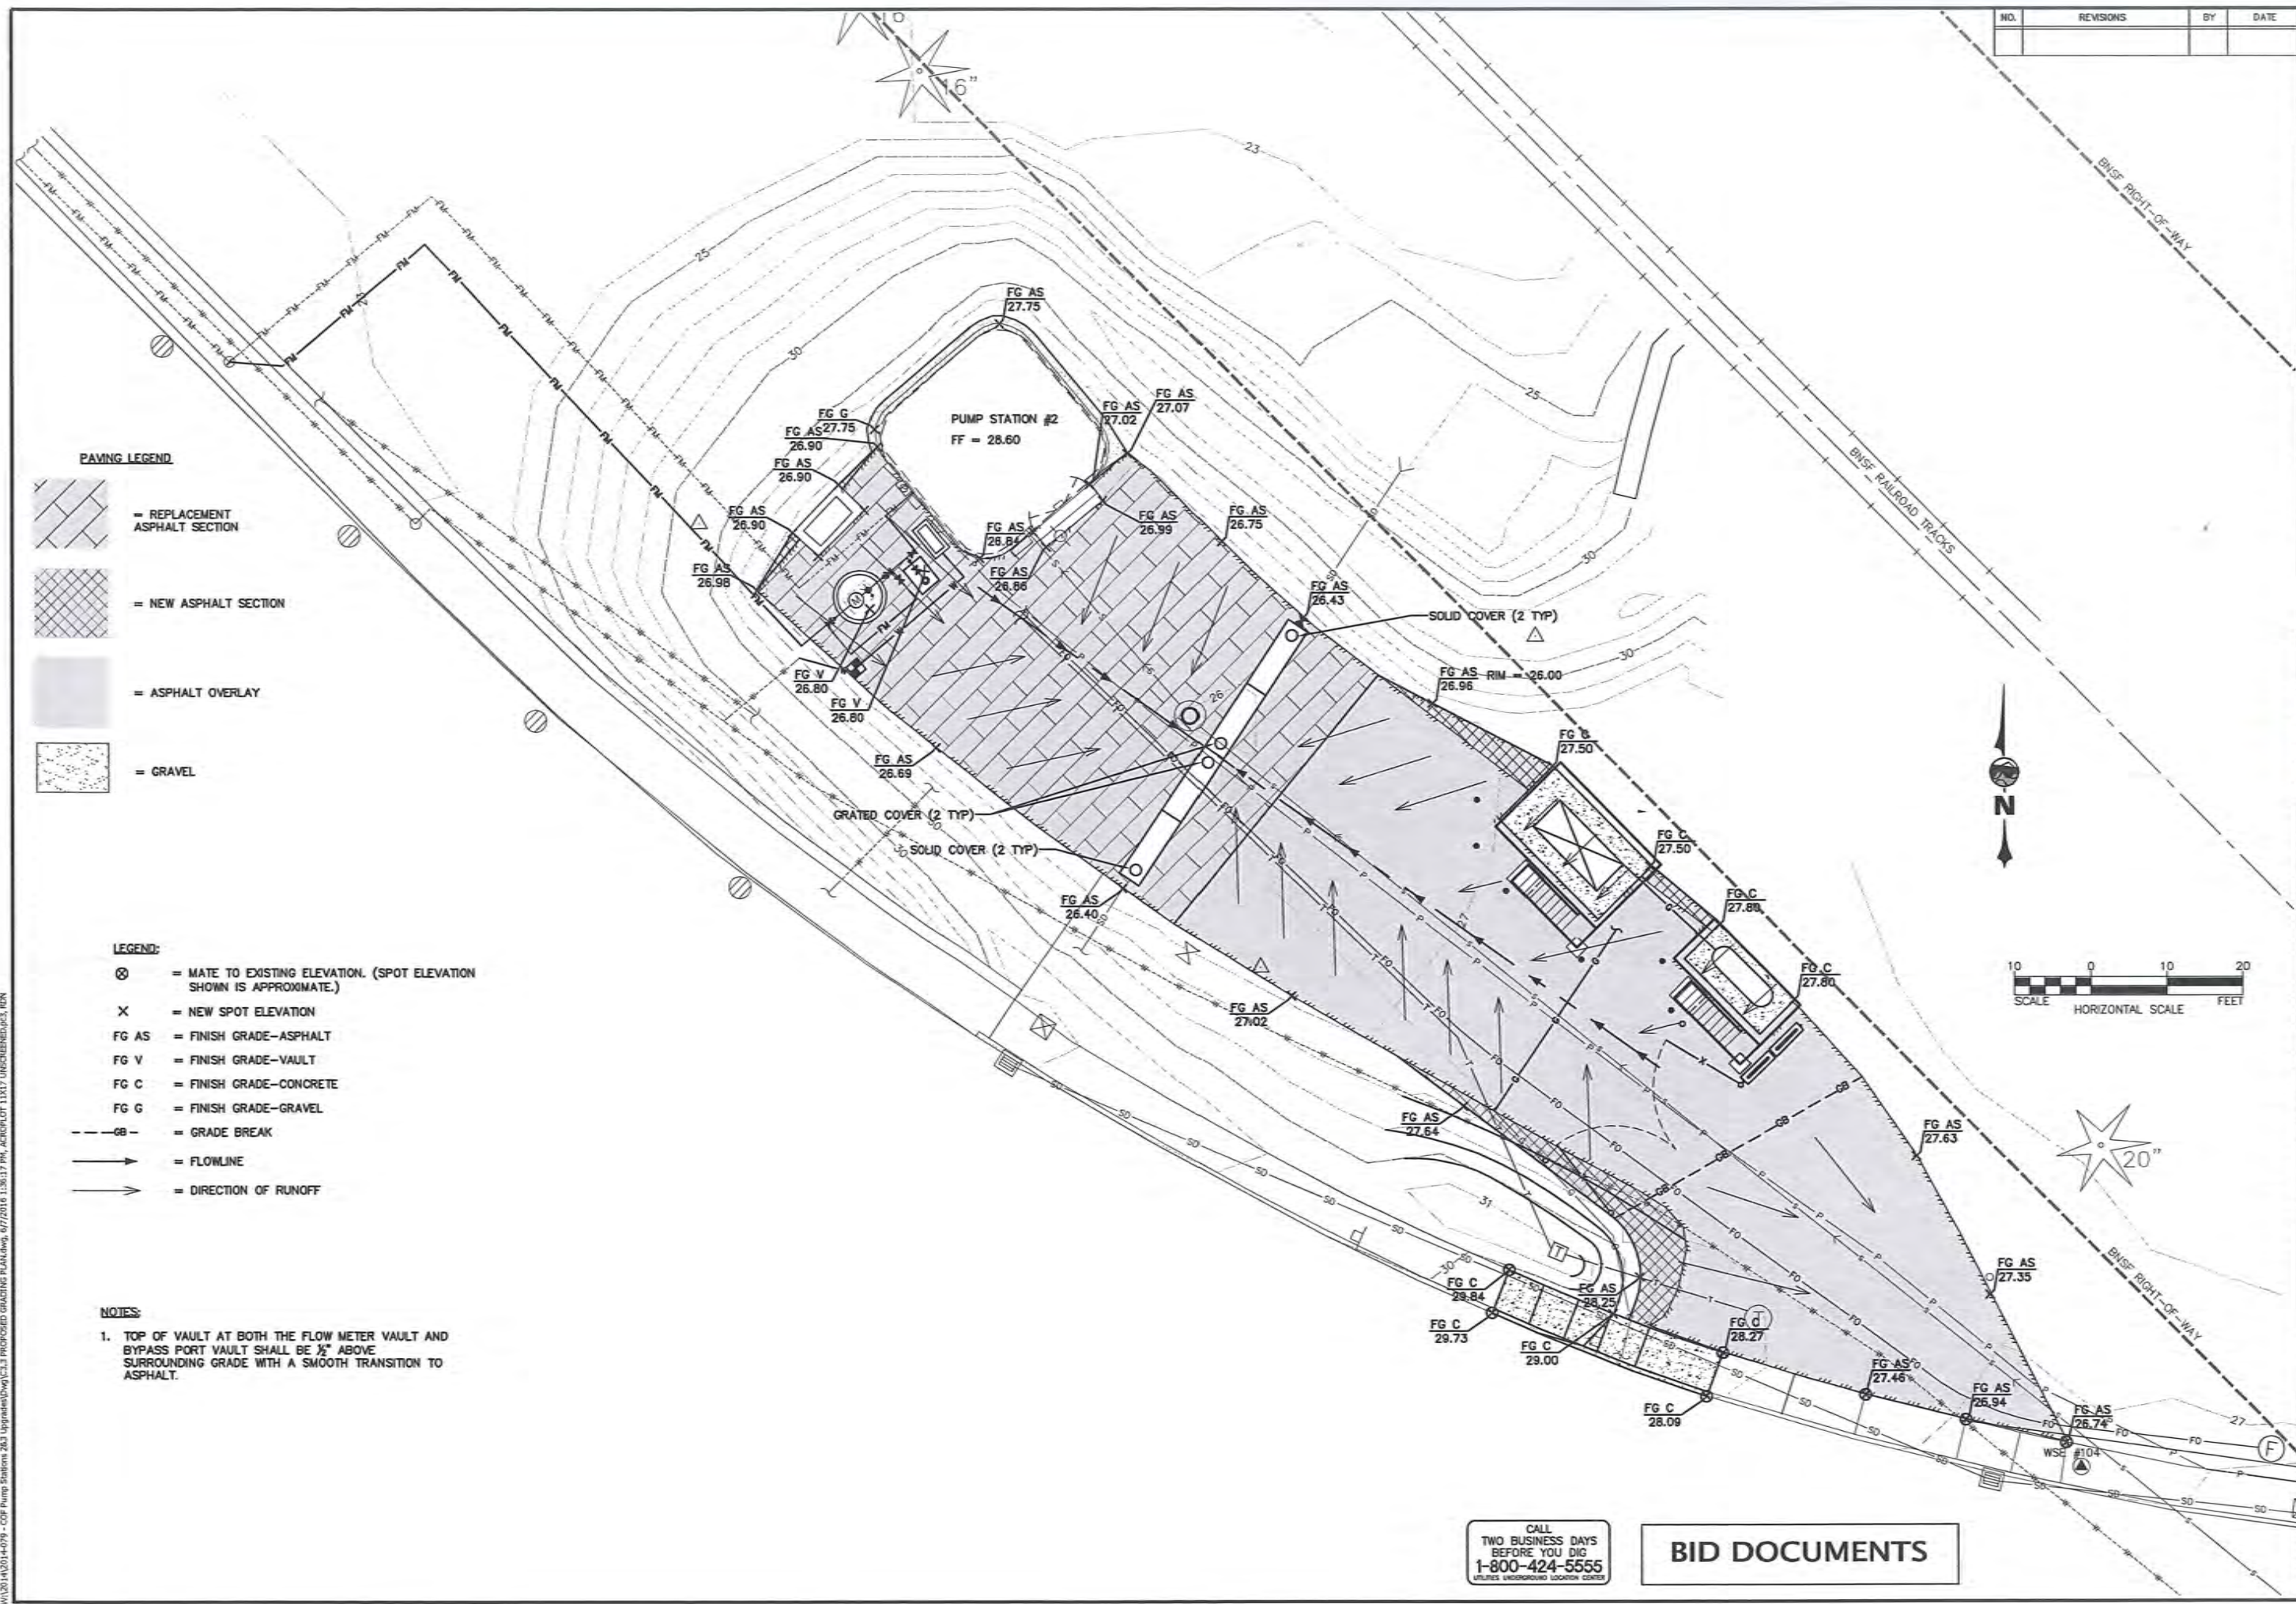 NO. REVISIONS BY DATE
16"
23
BNSF RIGHT-OF-WAY
25
FG AS
27.75
30
PUMP STATION #2
FF = 28.60
FG AS
27.02
FG AS
27.07
FG G
27.75
FG AS
26.90
FG AS
26.90
FG AS
26.90
FG AS
26.98
FG AS
26.84
FG AS
26.86
FG AS
26.99
FG AS
26.75
FG AS
26.43
25
30
BNSF RAILROAD TRACKS
SOLID COVER (2 TYP)
30
FG AS
26.96
RIM = 26.00
FG V
26.80
FG V
26.80
26
FG AS
26.69
GRATED COVER (2 TYP)
SOLID COVER (2 TYP)
30
FG AS
26.40
FG G
27.50
FG C
27.50
FG C
27.80
FG C
27.80
27
FG AS
27.02
FG AS
27.64
FG AS
27.63
20"
31
30
FG C
29.84
FG C
29.73
FG AS
28.25
FG C
29.00
FG C
28.27
FG C
28.09
FG AS
27.35
FG AS
27.46
FG AS
26.94
FG AS
26.74
WSE #104
27
F
BNSF RIGHT-OF-WAY
N
10 0 10 20
SCALE FEET
HORIZONTAL SCALE
PAVING LEGEND
= REPLACEMENT
ASPHALT SECTION
= NEW ASPHALT SECTION
= ASPHALT OVERLAY
= GRAVEL
LEGEND:
= MATE TO EXISTING ELEVATION. (SPOT ELEVATION
SHOWN IS APPROXIMATE.)
X = NEW SPOT ELEVATION
FG AS = FINISH GRADE-ASPHALT
FG V = FINISH GRADE-VAULT
FG C = FINISH GRADE-CONCRETE
FG G = FINISH GRADE-GRAVEL
GB = GRADE BREAK
= FLOWLINE
= DIRECTION OF RUNOFF
NOTES:
1. TOP OF VAULT AT BOTH THE FLOW METER VAULT AND
BYPASS PORT VAULT SHALL BE ½" ABOVE
SURROUNDING GRADE WITH A SMOOTH TRANSITION TO
ASPHALT.
CALL
TWO BUSINESS DAYS
BEFORE YOU DIG
1-800-424-5555
UTILITIES UNDERGROUND LOCATION CENTER
BID DOCUMENTS